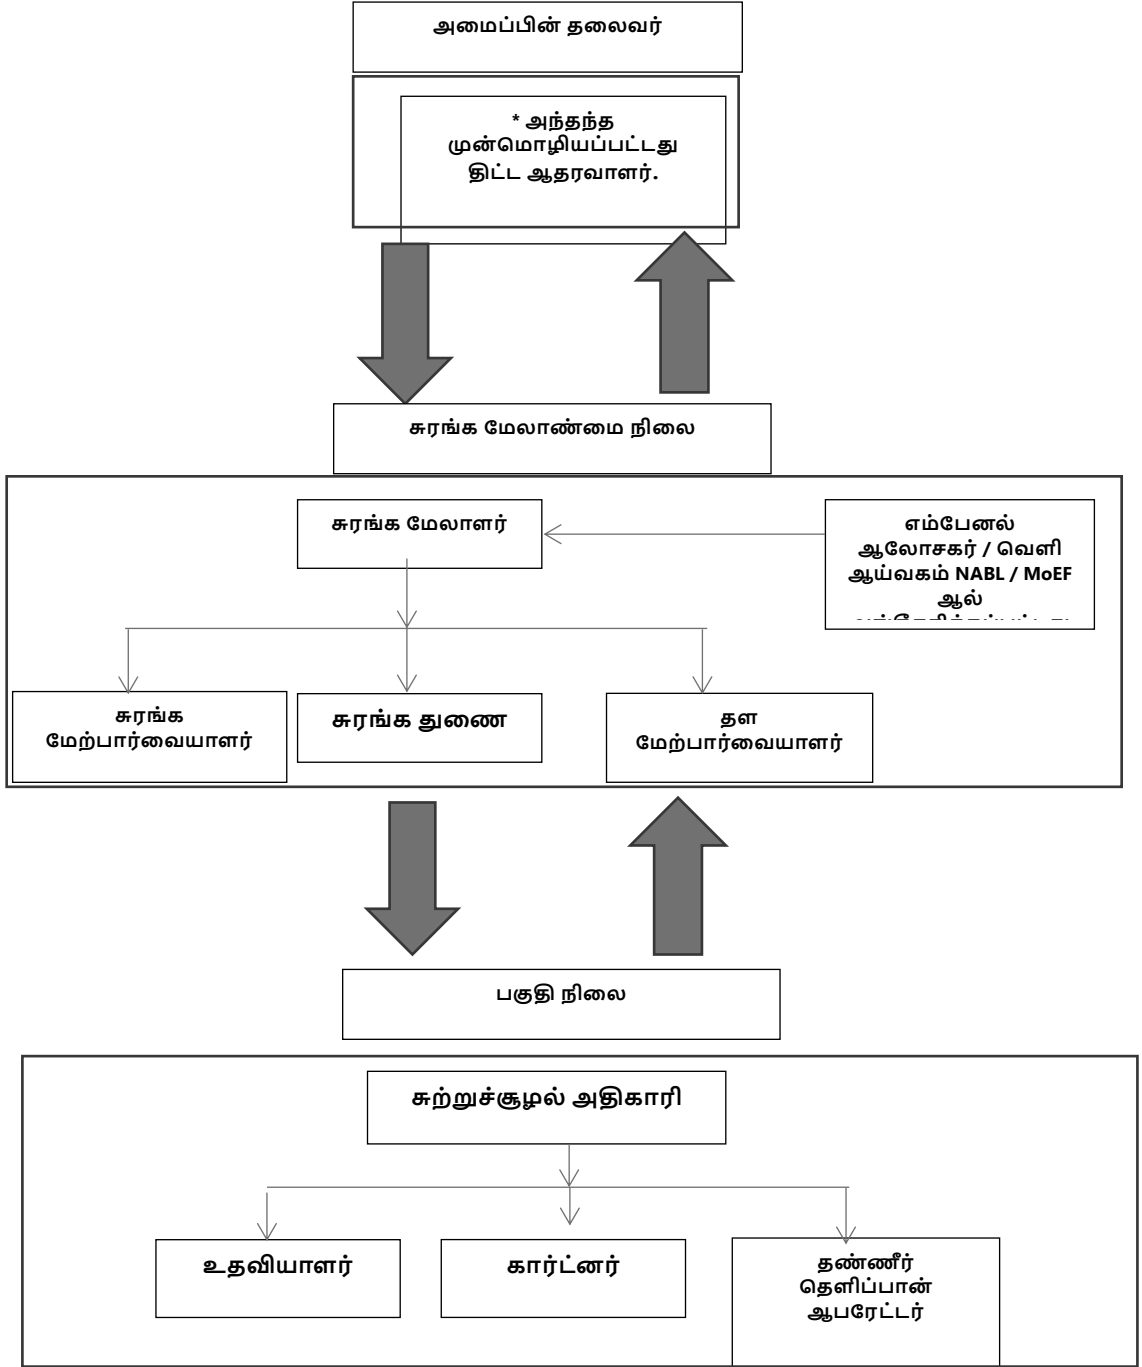 அமைப்பின் தலைவர்
* அந்தந்த
முன்மொழியப்பட்டது
திட்ட ஆதரவாளர்.
சுரங்க மேலாண்மை நிலை
சுரங்க மேலாளர்
எம்பேனல்
ஆலோசகர் / வெளி
ஆய்வகம் NABL / MoEF
ஆல்
சுரங்க
மேற்பார்வையாளர்
சுரங்க துணை
தள
மேற்பார்வையாளர்
பகுதி நிலை
சுற்றுச்சூழல் அதிகாரி
உதவியாளர்
கார்ட்னர்
தண்ணீர்
தெளிப்பான்
ஆபரேட்டர்